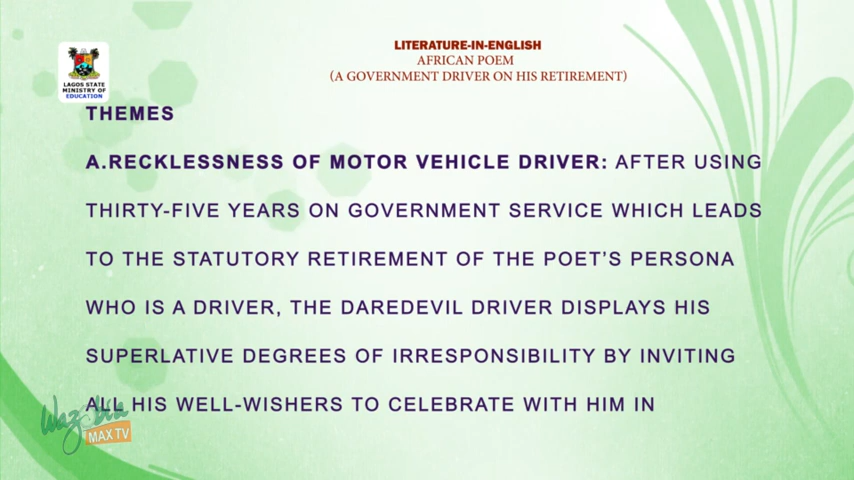 LITERATURE-IN-ENGLISH
AFRICAN POEM
(A GOVERNMENT DRIVER ON HIS RETIREMENT)
LAGOS STATE
MINISTRY OF
EDUCATION
THEMES
A.RECKLESSNESS OF MOTOR VEHICLE DRIVER: AFTER USING
THIRTY-FIVE YEARS ON GOVERNMENT SERVICE WHICH LEADS
TO THE STATUTORY RETIREMENT OF THE POET'S PERSONA
WHO IS A DRIVER, THE DAREDEVIL DRIVER DISPLAYS HIS
SUPERLATIVE DEGREES OF IRRESPONSIBILITY BY INVITING
ALL HIS WELL-WISHERS TO CELEBRATE WITH HIM IN
Wazobia
MAX TV